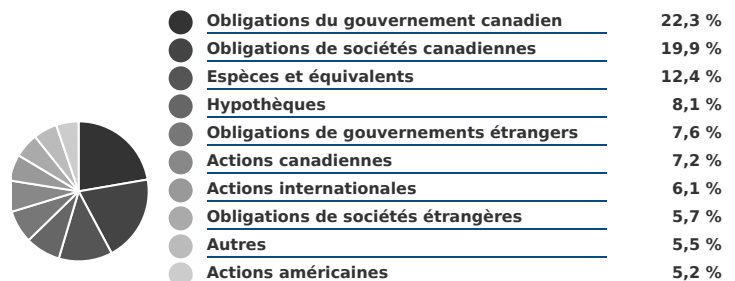 Obligations du gouvernement canadien 22,3 %
Obligations de sociétés canadiennes 19,9 %
Espèces et équivalents 12,4 %
Hypothèques 8,1 %
Obligations de gouvernements étrangers 7,6 %
Actions canadiennes 7,2 %
Actions internationales 6,1 %
Obligations de sociétés étrangères 5,7 %
Autres 5,5 %
Actions américaines 5,2 %